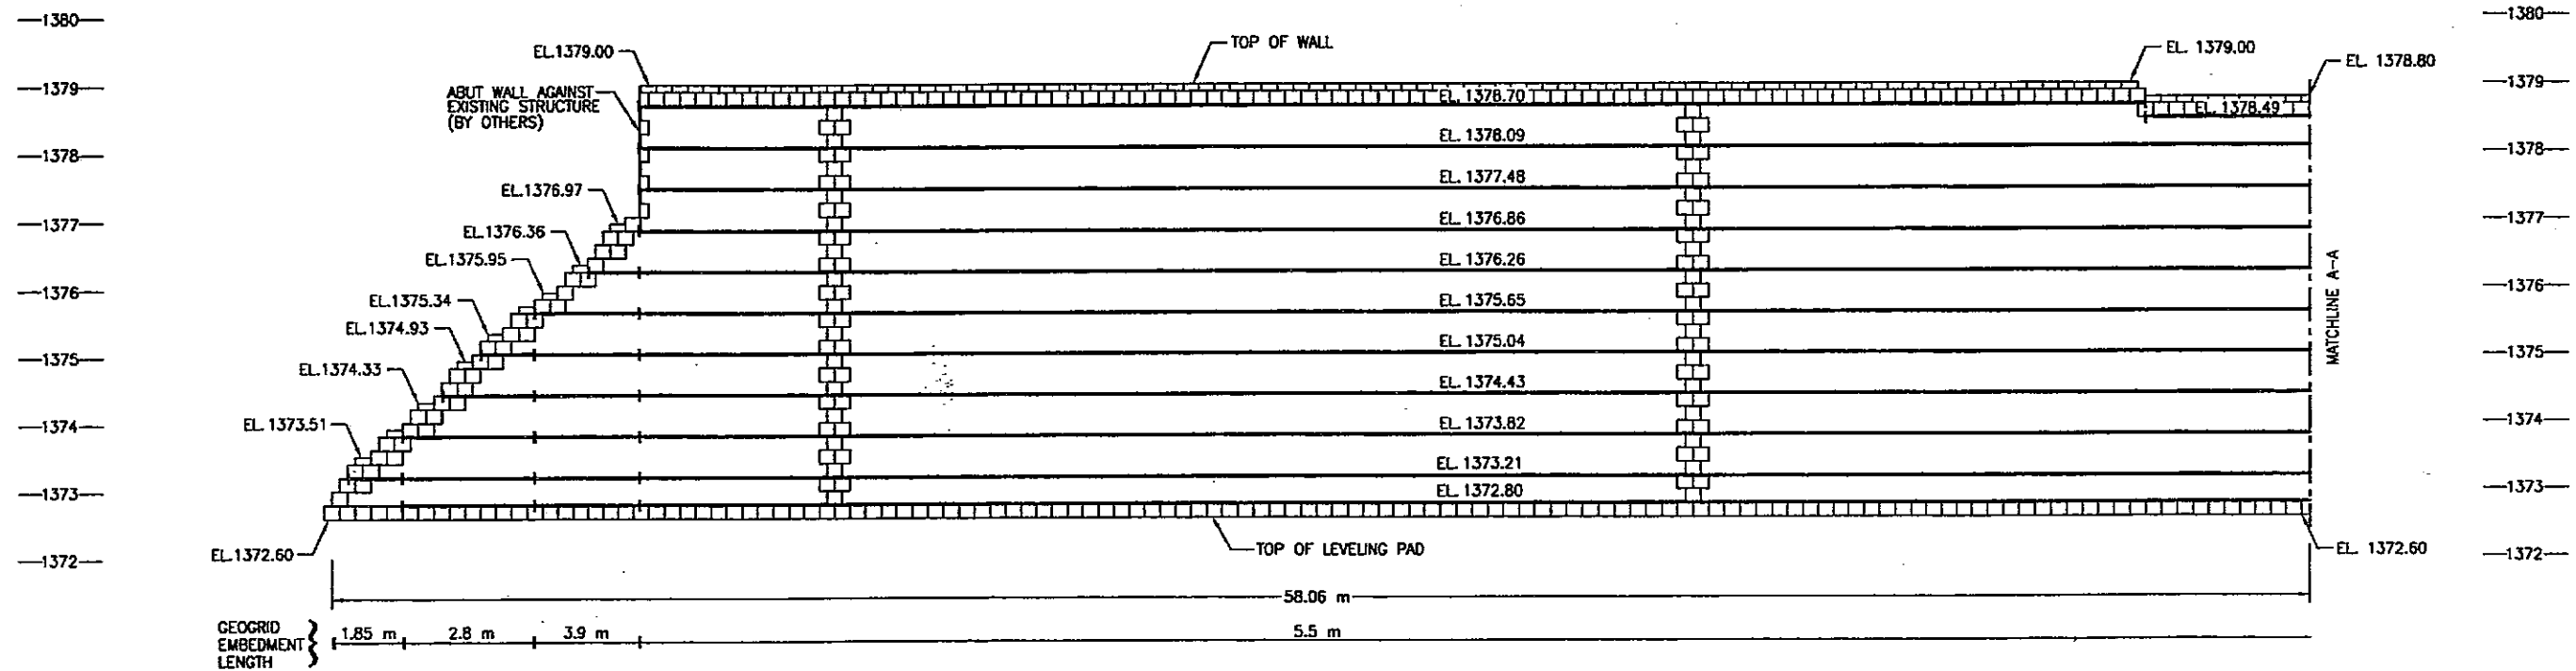 1380
1380
TOP OF WALL
EL.1379.00
EL. 1379.00
EL. 1378.80
1379
1379
ABUT WALL AGAINST
EXISTING STRUCTURE
(BY OTHERS)
EL. 1378.70
EL. 1378.49
EL. 1378.09
1378
1378
EL. 1377.48
EL.1376.97
EL. 1376.86
1377
1377
EL.1376.36
EL.1375.95
EL. 1376.26
MATCHLINE A-A
1376
1376
EL.1375.34
EL. 1375.65
EL.1374.93
EL. 1375.04
1375
1375
EL.1374.33
EL. 1374.43
EL. 1373.51
EL. 1373.82
1374
1374
EL. 1373.21
EL. 1372.80
1373
1373
EL.1372.60
TOP OF LEVELING PAD
EL. 1372.60
1372
1372
58.06 m
GEOGRID
EMBEDMENT
LENGTH
1.85 m
2.8 m
3.9 m
5.5 m